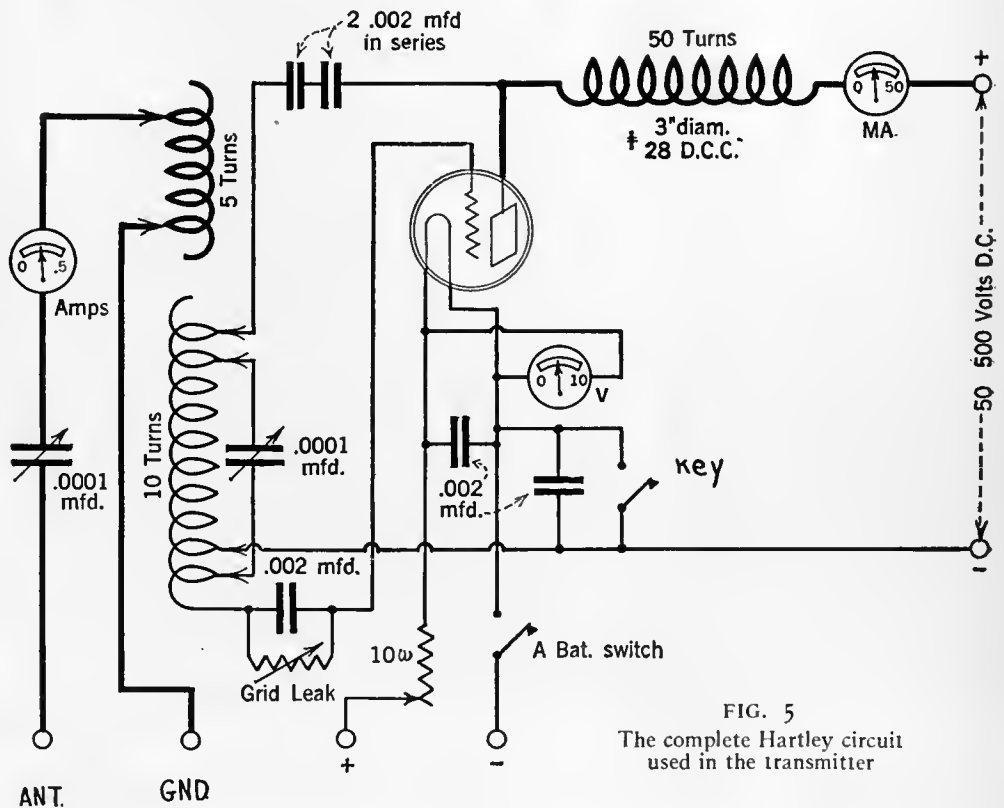 2 .002 mfd
in series
50 Turns
+
0 50
MA.
3" diam.
# 28 D.C.C.
5 Turns
0 .5
Amps
50 500 Volts D.C.
0 10
V
10 Turns
.0001
mfd.
.0001
mfd.
.002
mfd.
Key
.002 mfd.
-
10ω
A Bat. switch
Grid Leak
FIG. 5
The complete Hartley circuit
used in the transmitter
+
-
ANT.
GND